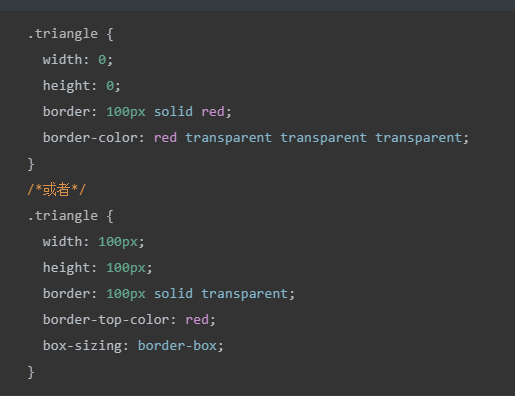 .triangle {
  width: 0;
  height: 0;
  border: 100px solid red;
  border-color: red transparent transparent transparent;
}
/*或者*/
.triangle {
  width: 100px;
  height: 100px;
  border: 100px solid transparent;
  border-top-color: red;
  box-sizing: border-box;
}